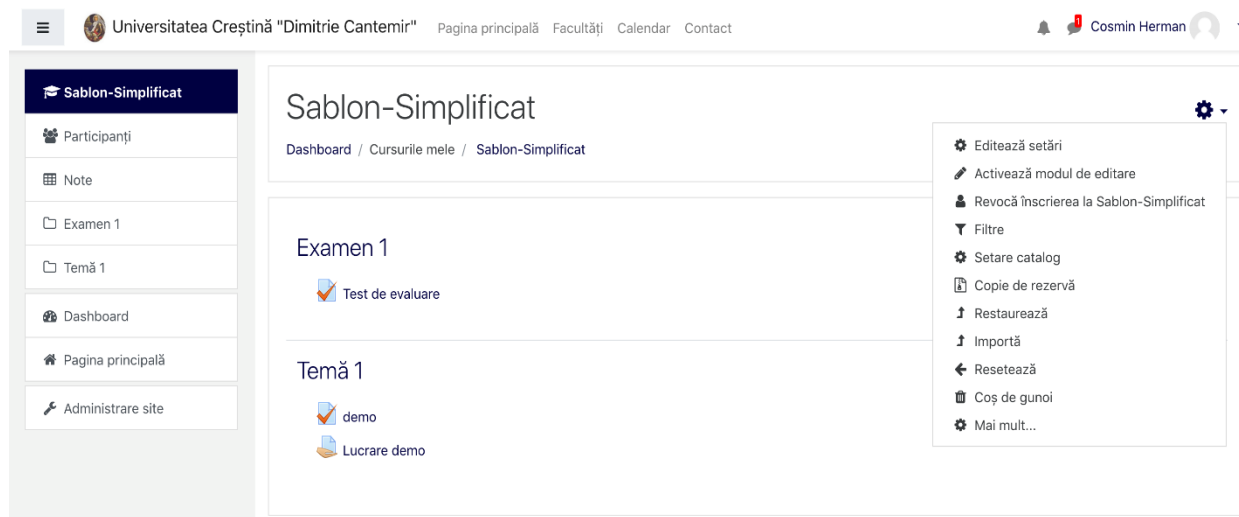 Universitatea Creștină "Dimitrie Cantemir" Pagina principală Facultăți Calendar Contact 1 Cosmin Herman
Sablon-Simplificat
Participanți
Note
Examen 1
Temă 1
Dashboard
Pagina principală
Administrare site
Sablon-Simplificat
Dashboard / Cursurile mele / Sablon-Simplificat
Examen 1
Test de evaluare
Temă 1
demo
Lucrare demo
Editează setări
Activează modul de editare
Revocă înscrierea la Sablon-Simplificat
Filtre
Setare catalog
Copie de rezervă
Restaurează
Importă
Resetează
Coș de gunoi
Mai mult...